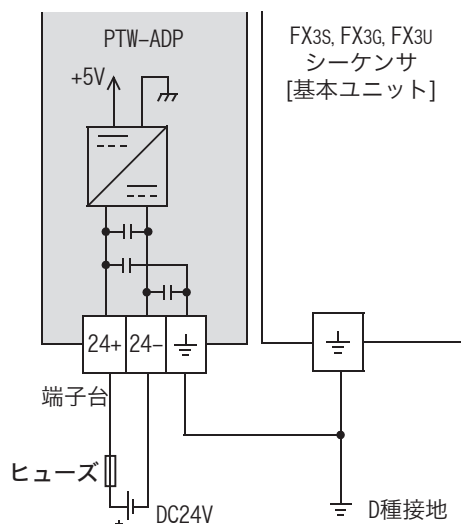 PTW-ADP
+5V
FX3S, FX3G, FX3U
シーケンサ
[基本ユニット]
24+ 24-
端子台
ヒューズ
+
DC24V
D種接地